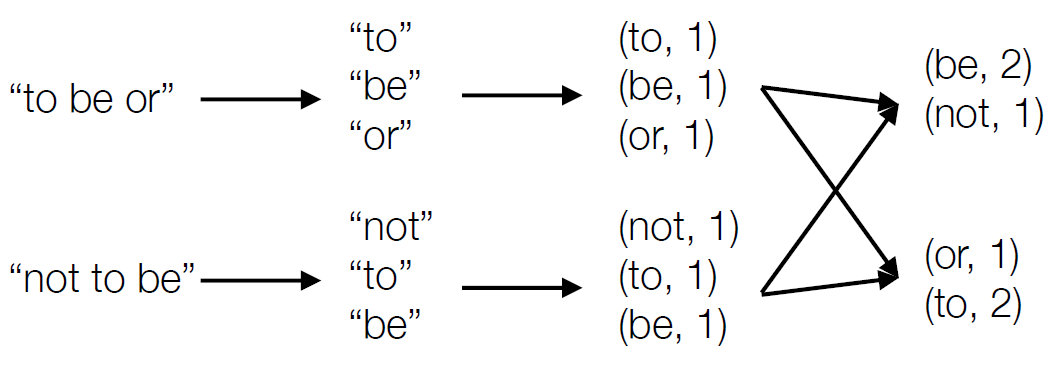 “to be or”
“to”
“be”
“or”
(to, 1)
(be, 1)
(or, 1)
(be, 2)
(not, 1)
“not to be”
“not”
“to”
“be”
(not, 1)
(to, 1)
(be, 1)
(or, 1)
(to, 2)